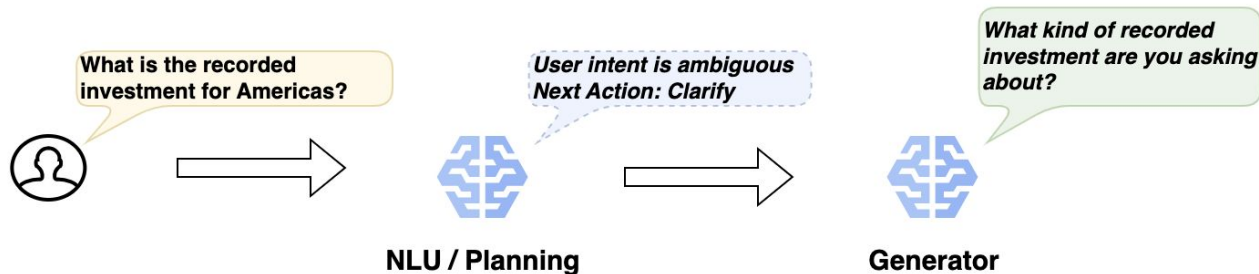 What is the recorded
investment for Americas?
User intent is ambiguous
Next Action: Clarify
What kind of recorded
investment are you asking
about?
NLU / Planning
Generator